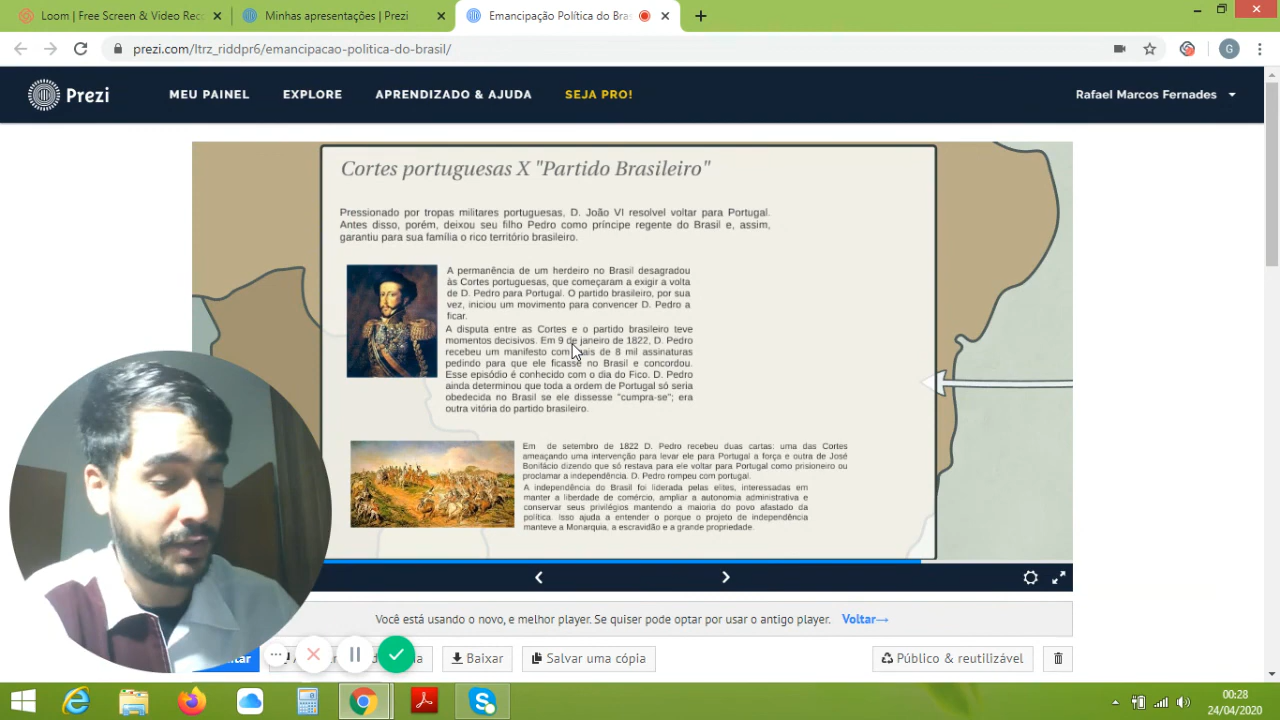 Loom | Free Screen & Video Rec
Minhas apresentações | Prezi
Emancipação Política do Bras
prezi.com/ltrz_riddpr6/emancipacao-politica-do-brasil/
G
Prezi
MEU PAINEL
EXPLORE
APRENDIZADO & AJUDA
SEJA PRO!
Rafael Marcos Fernades
Cortes portuguesas X "Partido Brasileiro"
Pressionado por tropas militares portuguesas, D. João VI resolvel voltar para Portugal.
Antes disso, porém, deixou seu filho Pedro como príncipe regente do Brasil e, assim,
garantiu para sua família o rico território brasileiro.
A permanência de um herdeiro no Brasil desagradou
às Cortes portuguesas, que começaram a exigir a volta
de D. Pedro para Portugal. O partido brasileiro, por sua
vez, iniciou um movimento para convencer D. Pedro a
ficar.
A disputa entre as Cortes e o partido brasileiro teve
momentos decisivos. Em 9 de janeiro de 1822, D. Pedro
recebeu um manifesto com mais de 8 mil assinaturas
pedindo para que ele ficasse no Brasil e concordou.
Esse episódio é conhecido com o dia do Fico. D. Pedro
ainda determinou que toda a ordem de Portugal só seria
obedecida no Brasil se ele dissesse "cumpra-se"; era
outra vitória do partido brasileiro.
Em de setembro de 1822 D. Pedro recebeu duas cartas: uma das Cortes
ameaçando uma intervenção para levar ele para Portugal a força e outra de José
Bonifácio dizendo que só restava para ele voltar para Portugal como prisioneiro ou
proclamar a independência. D. Pedro rompeu com portugal.
A independência do Brasil foi liderada pelas elites, interessadas em
manter a liberdade de comércio, ampliar a autonomia administrativa e
conservar seus privilégios mantendo a maioria do povo afastado da
política. Isso ajuda a entender o porque o projeto de independência
manteve a Monarquia, a escravidão e a grande propriedade.
Você está usando o novo, e melhor player. Se quiser pode optar por usar o antigo player. Voltar→
Baixar
Salvar uma cópia
Público & reutilizável
00:28
24/04/2020